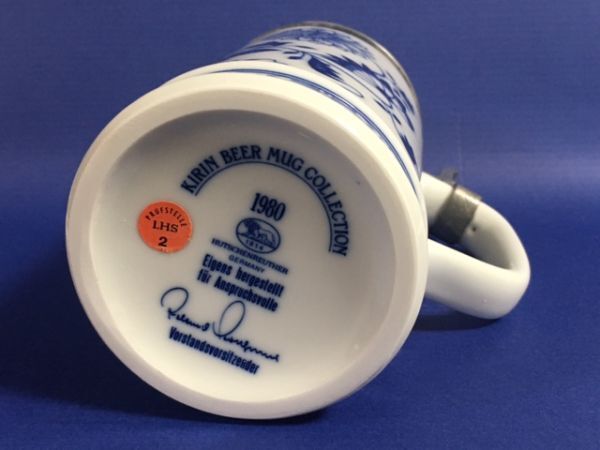 KIRIN BEER MUG COLLECTION
1980
1814
HUTSCHENREUTHER
GERMANY
Eigens hergestellt
für Anspruchsvolle
Vorstandsvorsitzender
PRÜFSTELLE
LHS
2